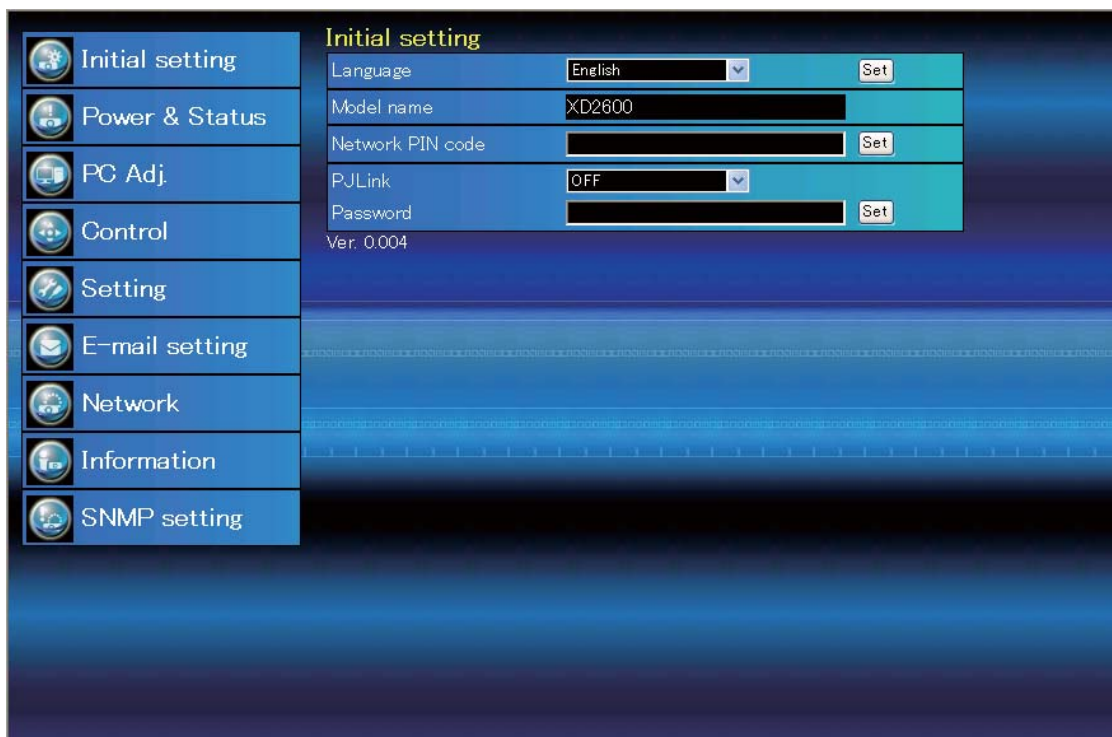 Initial setting
Power & Status
PC Adj.
Control
Setting
E-mail setting
Network
Information
SNMP setting
Initial setting
Language English Set
Model name XD2600
Network PIN code Set
PJLink OFF
Password Set
Ver. 0.004